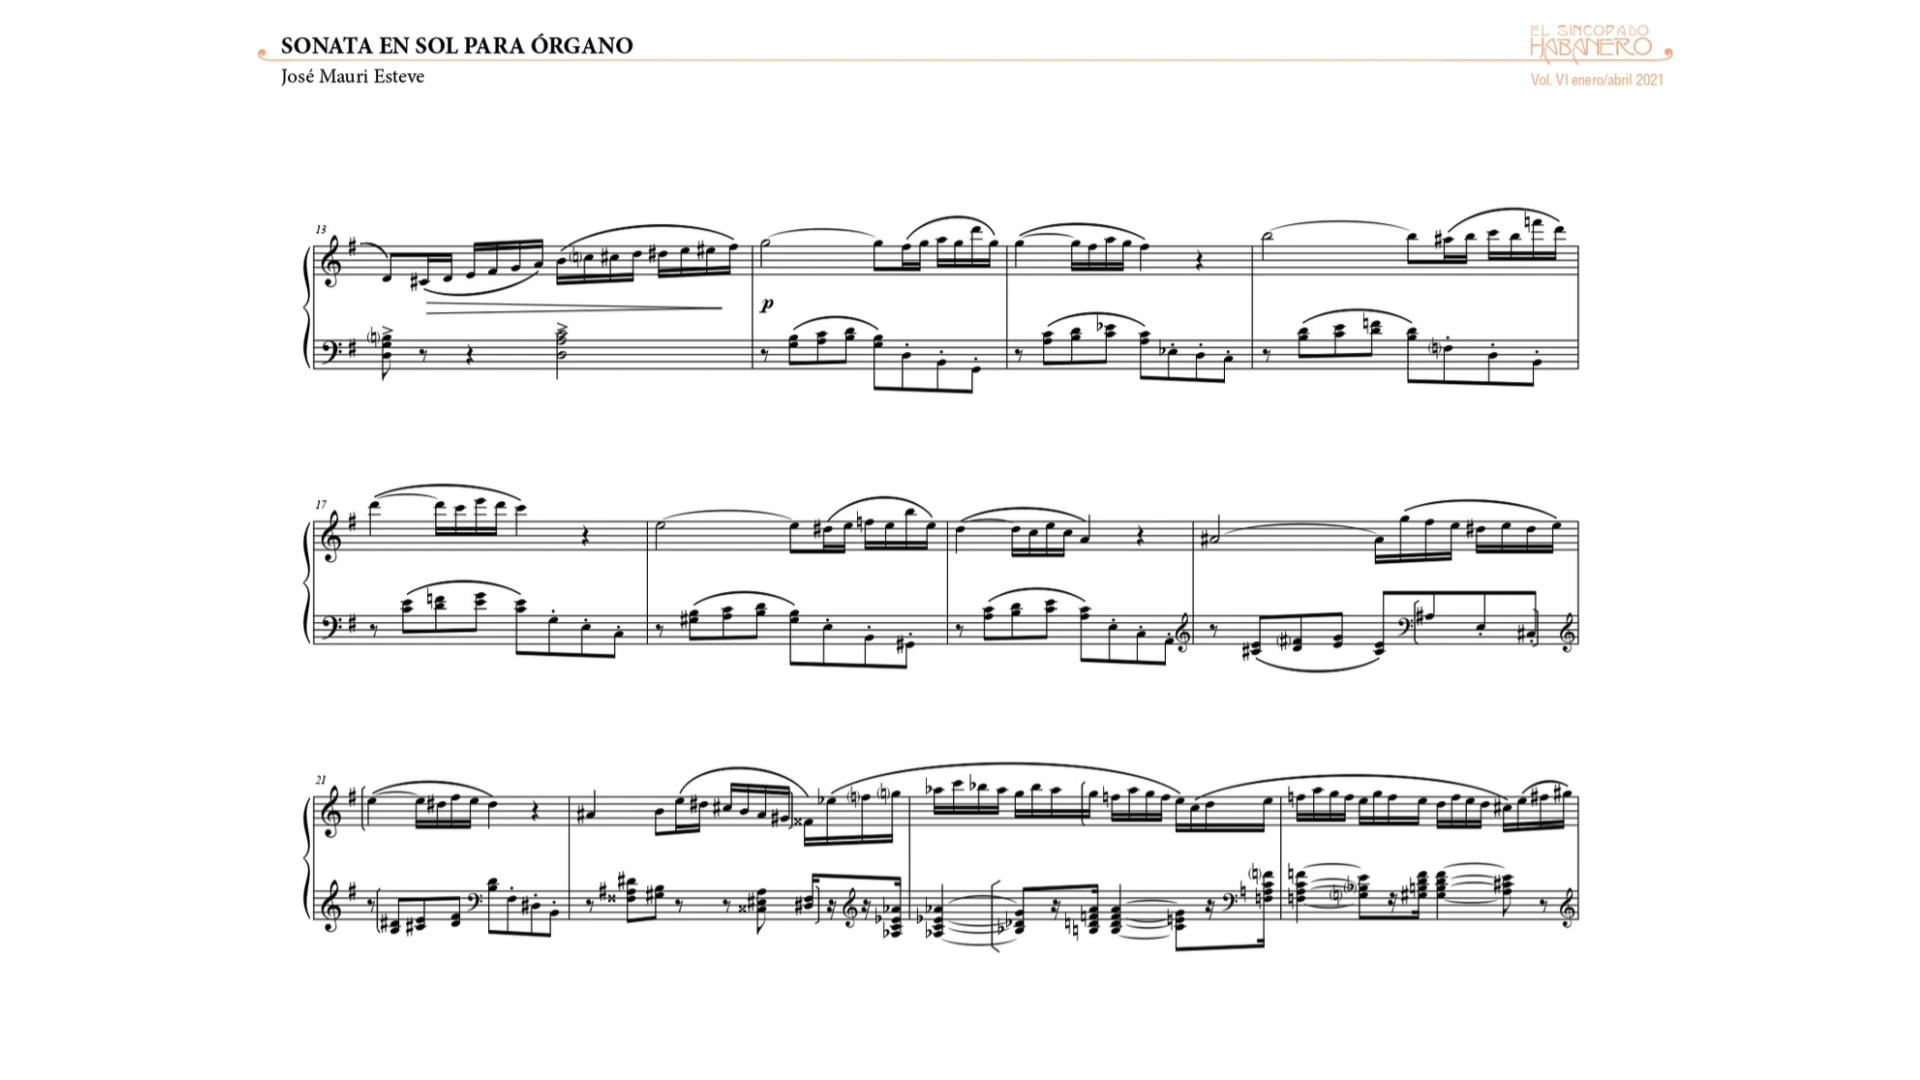 SONATA EN SOL PARA ÓRGANO
José Mauri Esteve
EL SINCOPADO
HABANERO
Vol. VI enero/abril 2021
13
p
17
21